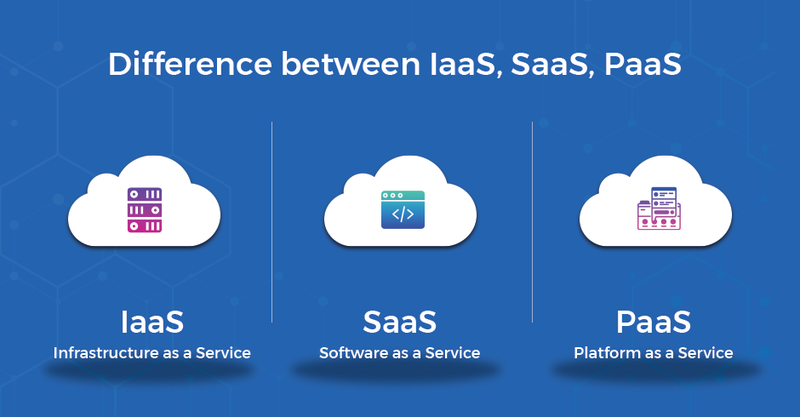 Difference between IaaS, SaaS, PaaS
</>
IaaS
Infrastructure as a Service
SaaS
Software as a Service
PaaS
Platform as a Service